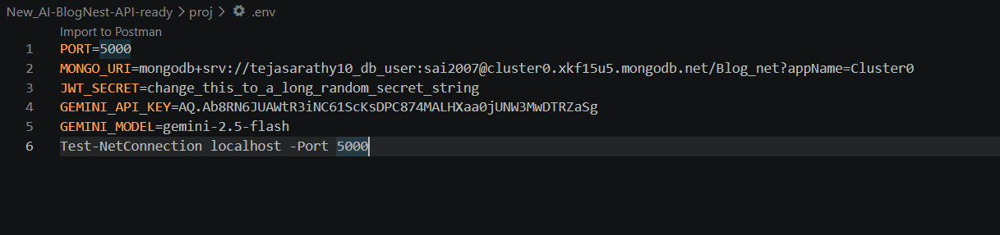 New_AI-BlogNest-API-ready > proj > .env
Import to Postman
1 PORT=5000
2 MONGO_URI=mongodb+srv://tejasarathy10_db_user:sai2007@cluster0.xkf15u5.mongodb.net/Blog_net?appName=Cluster0
3 JWT_SECRET=change_this_to_a_long_random_secret_string
4 GEMINI_API_KEY=AQ.Ab8RN6JUAWtR3iNC61ScKsDPC874MALHXaa0jUNW3MwDTRZaSg
5 GEMINI_MODEL=gemini-2.5-flash
6 Test-NetConnection localhost -Port 5000